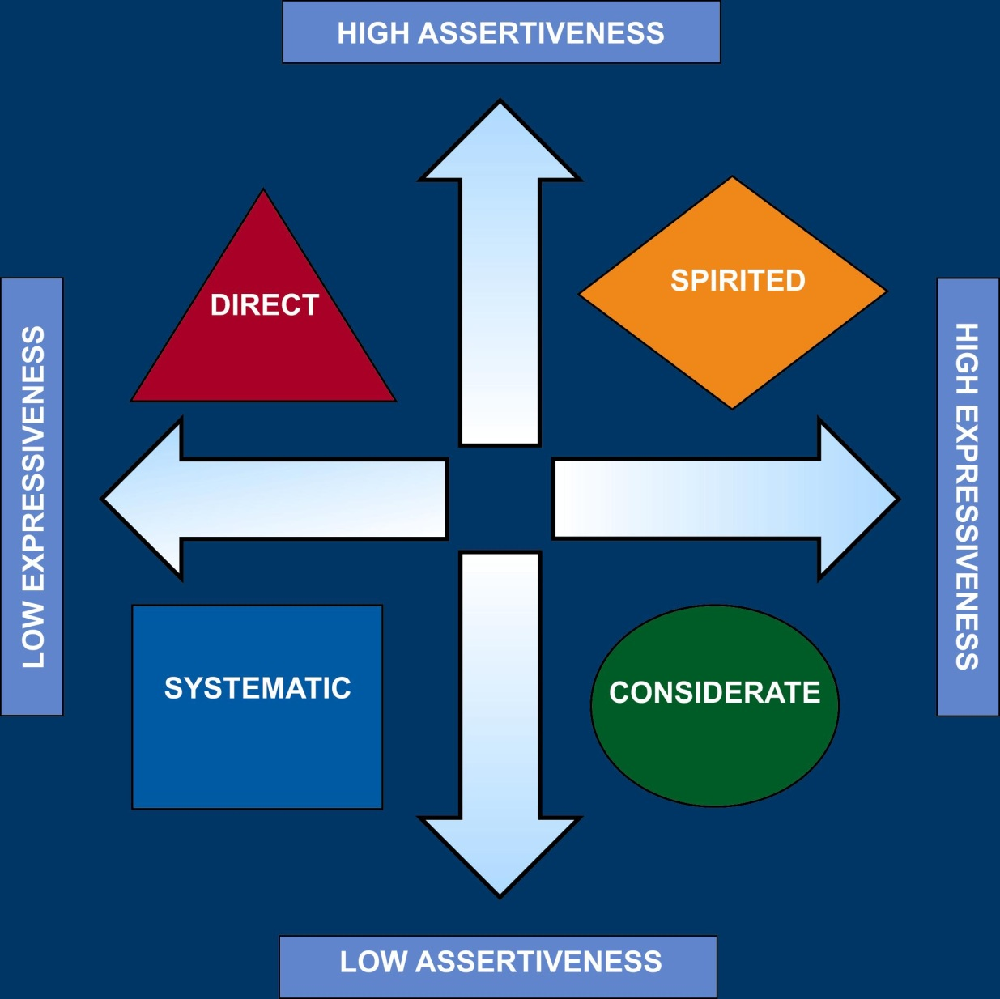 HIGH ASSERTIVENESS
SPIRITED
DIRECT
LOW EXPRESSIVENESS
HIGH EXPRESSIVENESS
SYSTEMATIC
CONSIDERATE
LOW ASSERTIVENESS